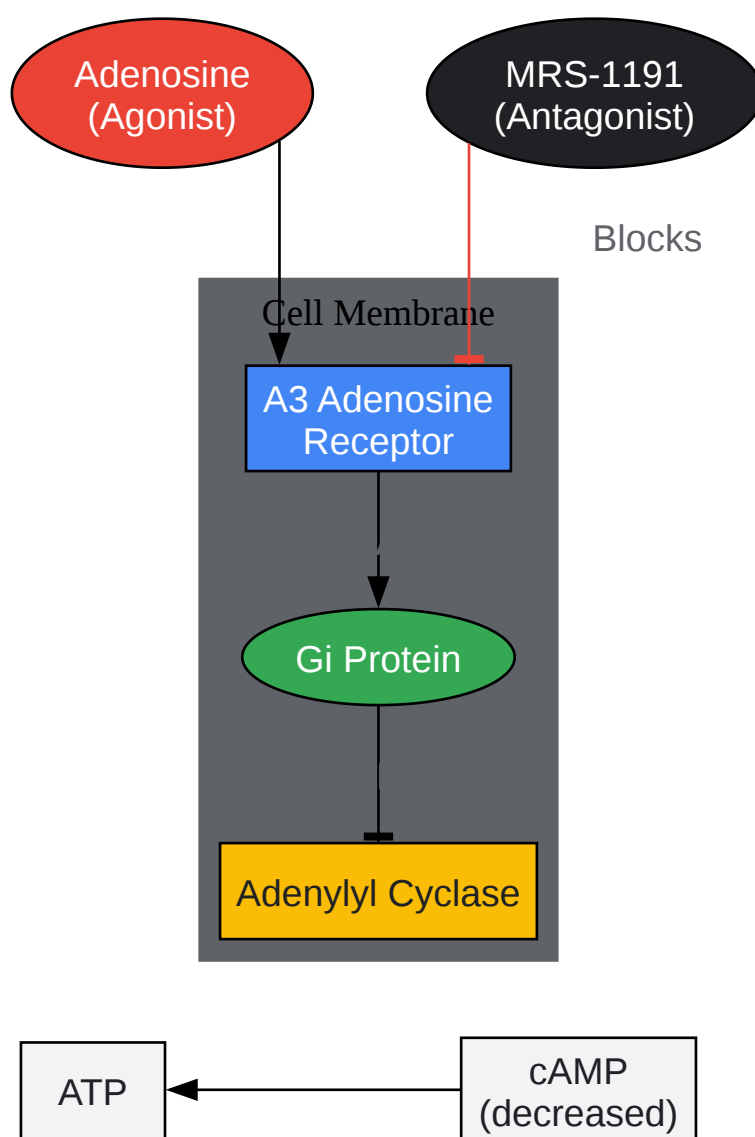 Adenosine
(Agonist)
MRS-1191
(Antagonist)
Blocks
Cell Membrane
A3 Adenosine
Receptor
Gi Protein
Adenylyl Cyclase
ATP
cAMP
(decreased)